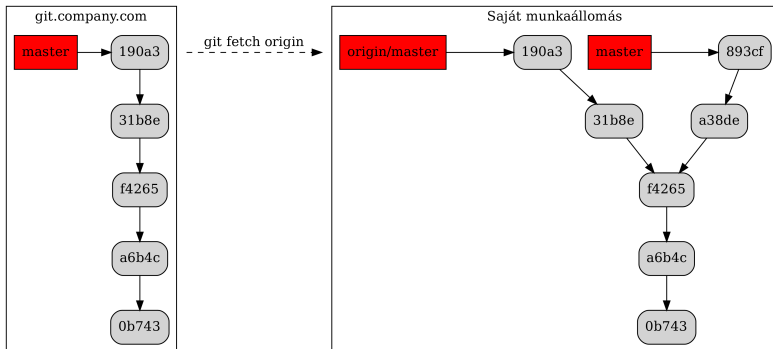 git.company.com
master
190a3
31b8e
f4265
a6b4c
0b743
git fetch origin
Saját munkaállomás
origin/master
190a3
master
893cf
31b8e
a38de
f4265
a6b4c
0b743